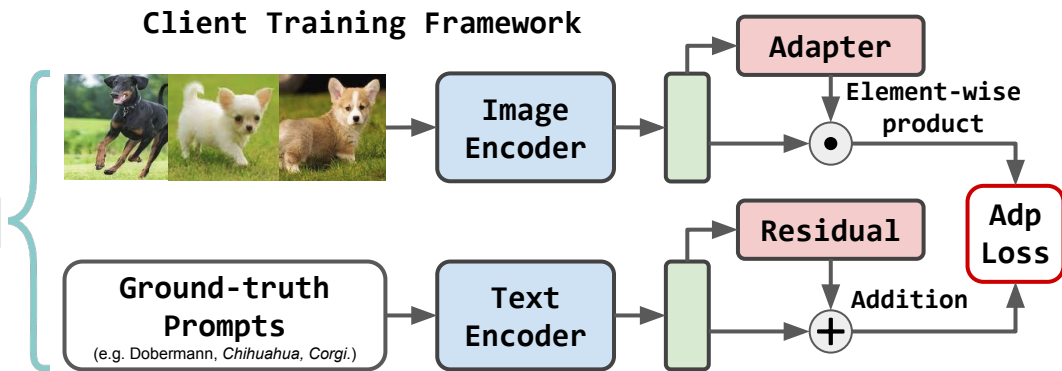 Client Training Framework
Adapter
Image
Encoder
Element-wise
product
Adp
Loss
Residual
Ground-truth
Prompts
(e.g. Dobermann, Chihuahua, Corgi.)
Text
Encoder
Addition